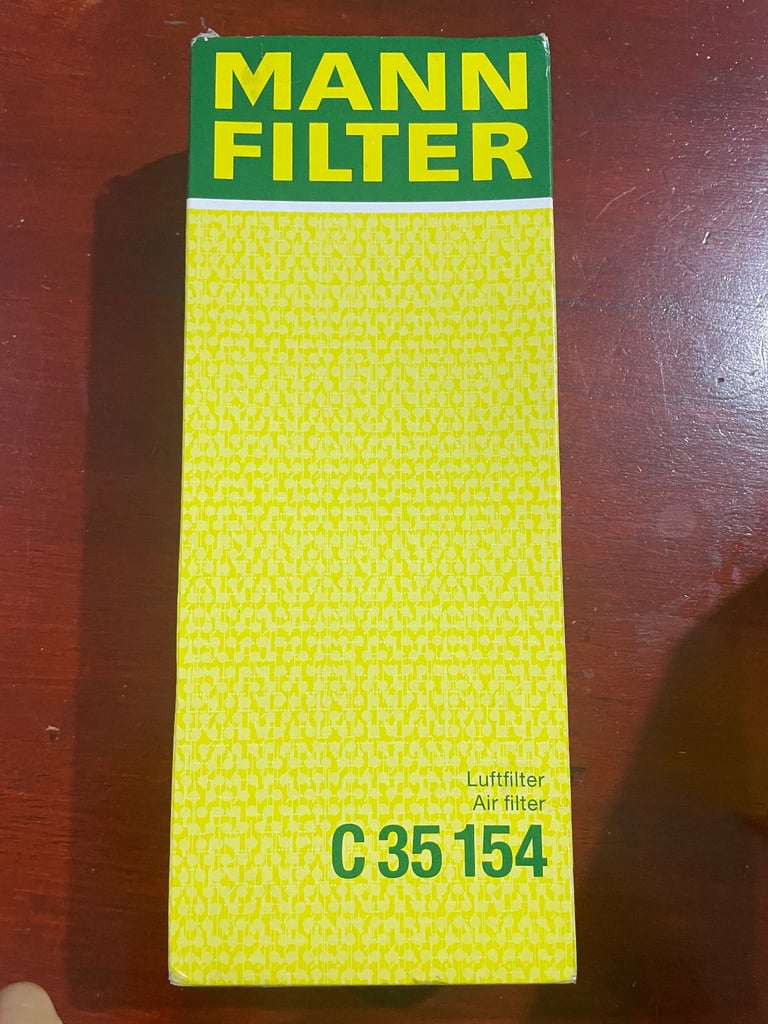 MANN
FILTER
Luftfilter
Air filter
C 35 154